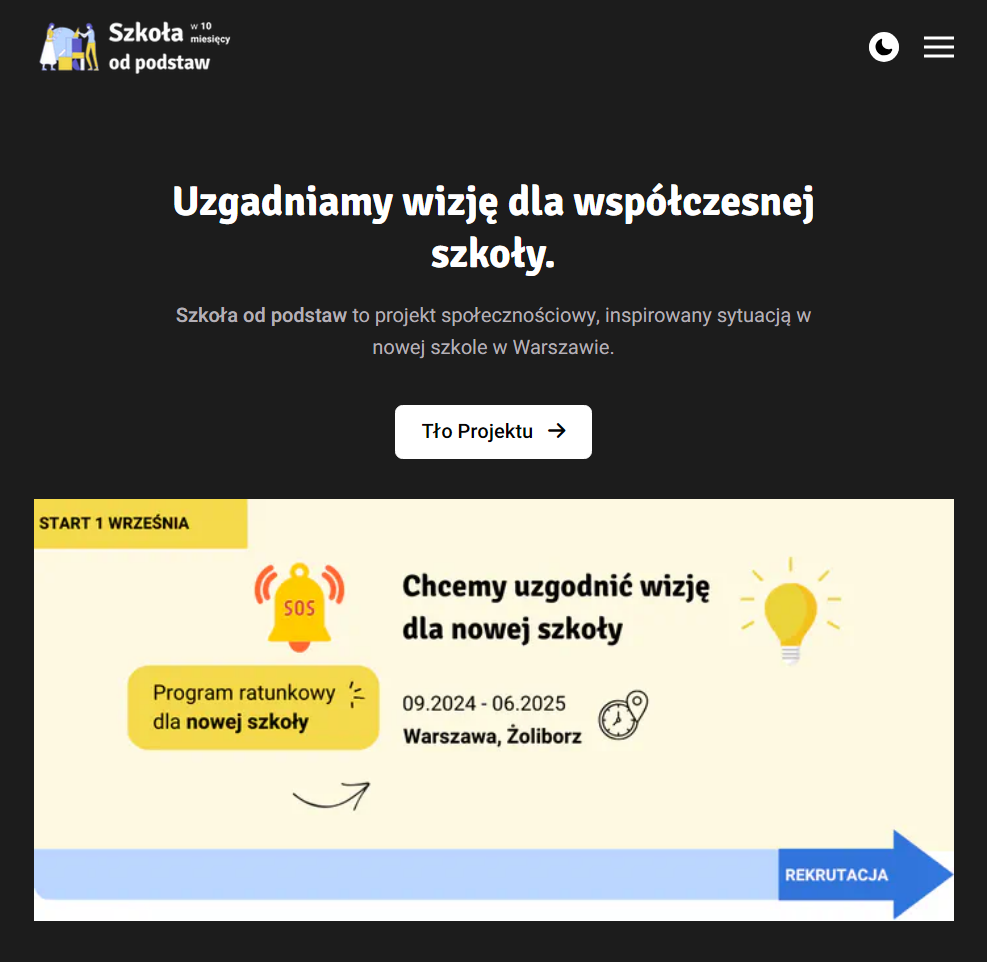 Szkoła w 10 miesięcy
od podstaw
Uzgadniamy wizję dla współczesnej
szkoły.
Szkoła od podstaw to projekt społecznościowy, inspirowany sytuacją w
nowej szkole w Warszawie.
Tło Projektu
START 1 WRZEŚNIA
SOS
Chcemy uzgodnić wizję
dla nowej szkoły
Program ratunkowy
dla nowej szkoły
09.2024 - 06.2025
Warszawa, Żoliborz
REKRUTACJA